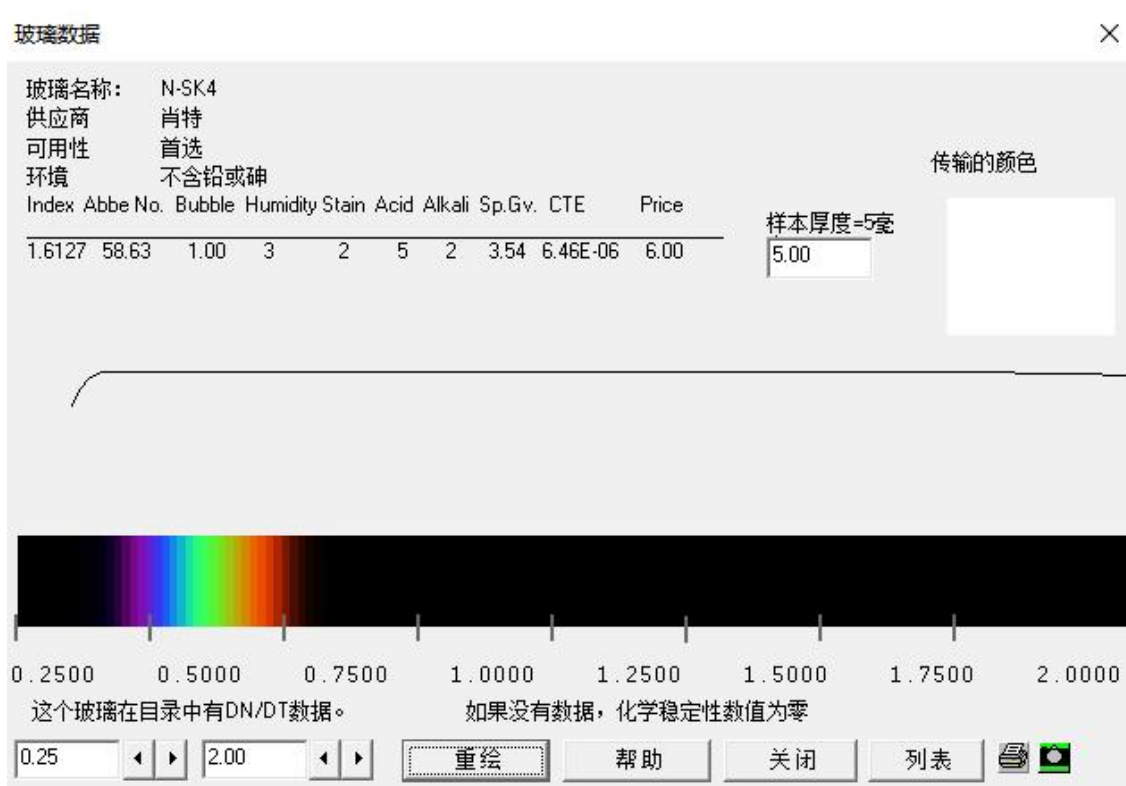 玻璃数据
玻璃名称: N-SK4
供应商 肖特
可用性 首选
环境 不含铅或砷
传输的颜色
Index Abbe No. Bubble Humidity Stain Acid Alkali Sp.Gv. CTE Price
样本厚度=5毫
1.6127 58.63 1.00 3 2 5 2 3.54 6.46E-06 6.00
5.00
0.2500 0.5000 0.7500 1.0000 1.2500 1.5000 1.7500 2.0000
这个玻璃在目录中有DN/DT数据。 如果没有数据，化学稳定性数值为零
0.25 2.00 重绘 帮助 关闭 列表